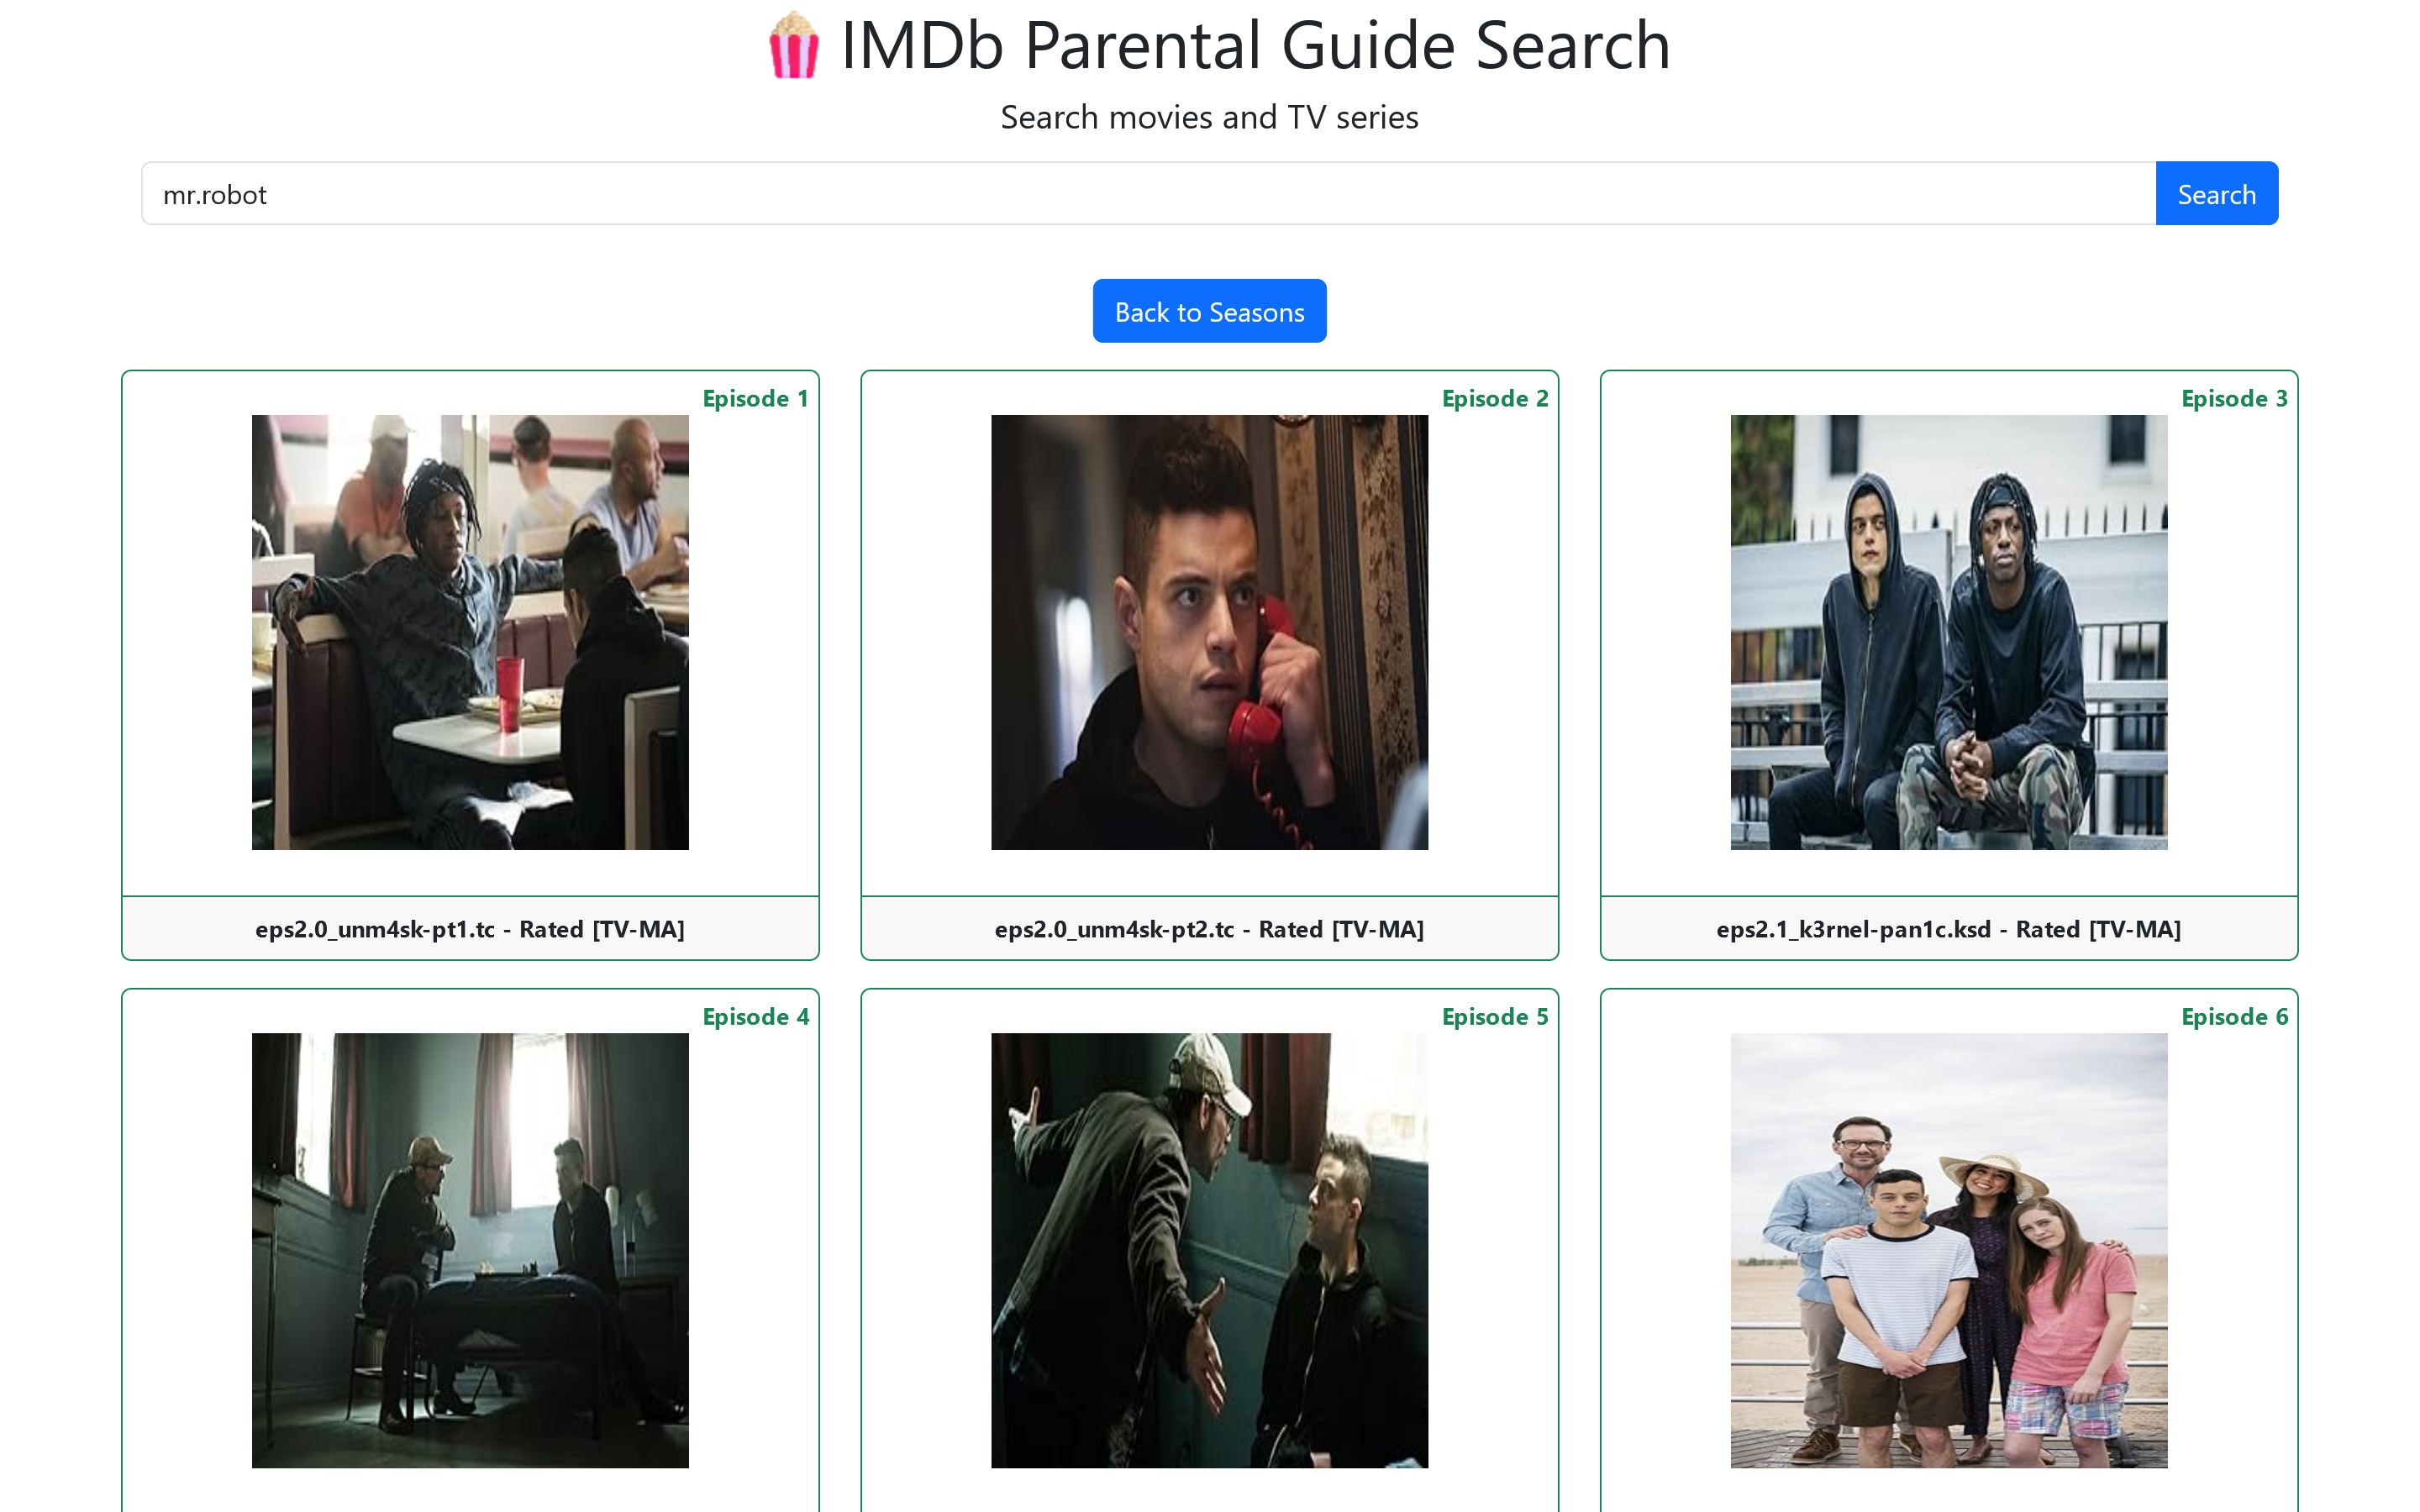 IMDb Parental Guide Search
Search movies and TV series
mr.robot
Search
Back to Seasons
Episode 1
Episode 2
Episode 3
eps2.0_unm4sk-pt1.tc - Rated [TV-MA]
eps2.0_unm4sk-pt2.tc - Rated [TV-MA]
eps2.1_k3rnel-pan1c.ksd - Rated [TV-MA]
Episode 4
Episode 5
Episode 6